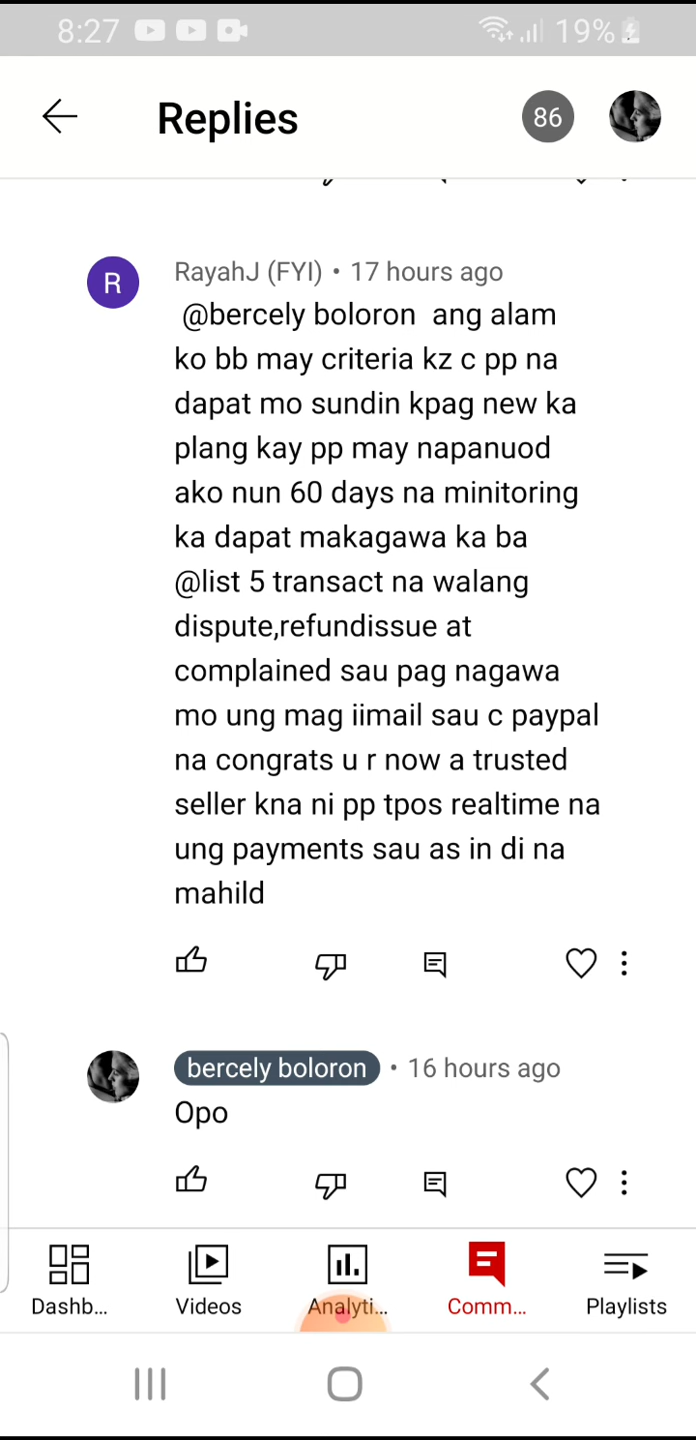 8:27
19%
Replies
86
R
RayahJ (FYI) • 17 hours ago
@bercely boloron ang alam
ko bb may criteria kz c pp na
dapat mo sundin kpag new ka
plang kay pp may napanuod
ako nun 60 days na minitoring
ka dapat makagawa ka ba
@list 5 transact na walang
dispute,refundissue at
complained sau pag nagawa
mo ung mag iimail sau c paypal
na congrats u r now a trusted
seller kna ni pp tpos realtime na
ung payments sau as in di na
mahild
bercely boloron • 16 hours ago
Opo
Dashb... Videos Analyti... Comm... Playlists